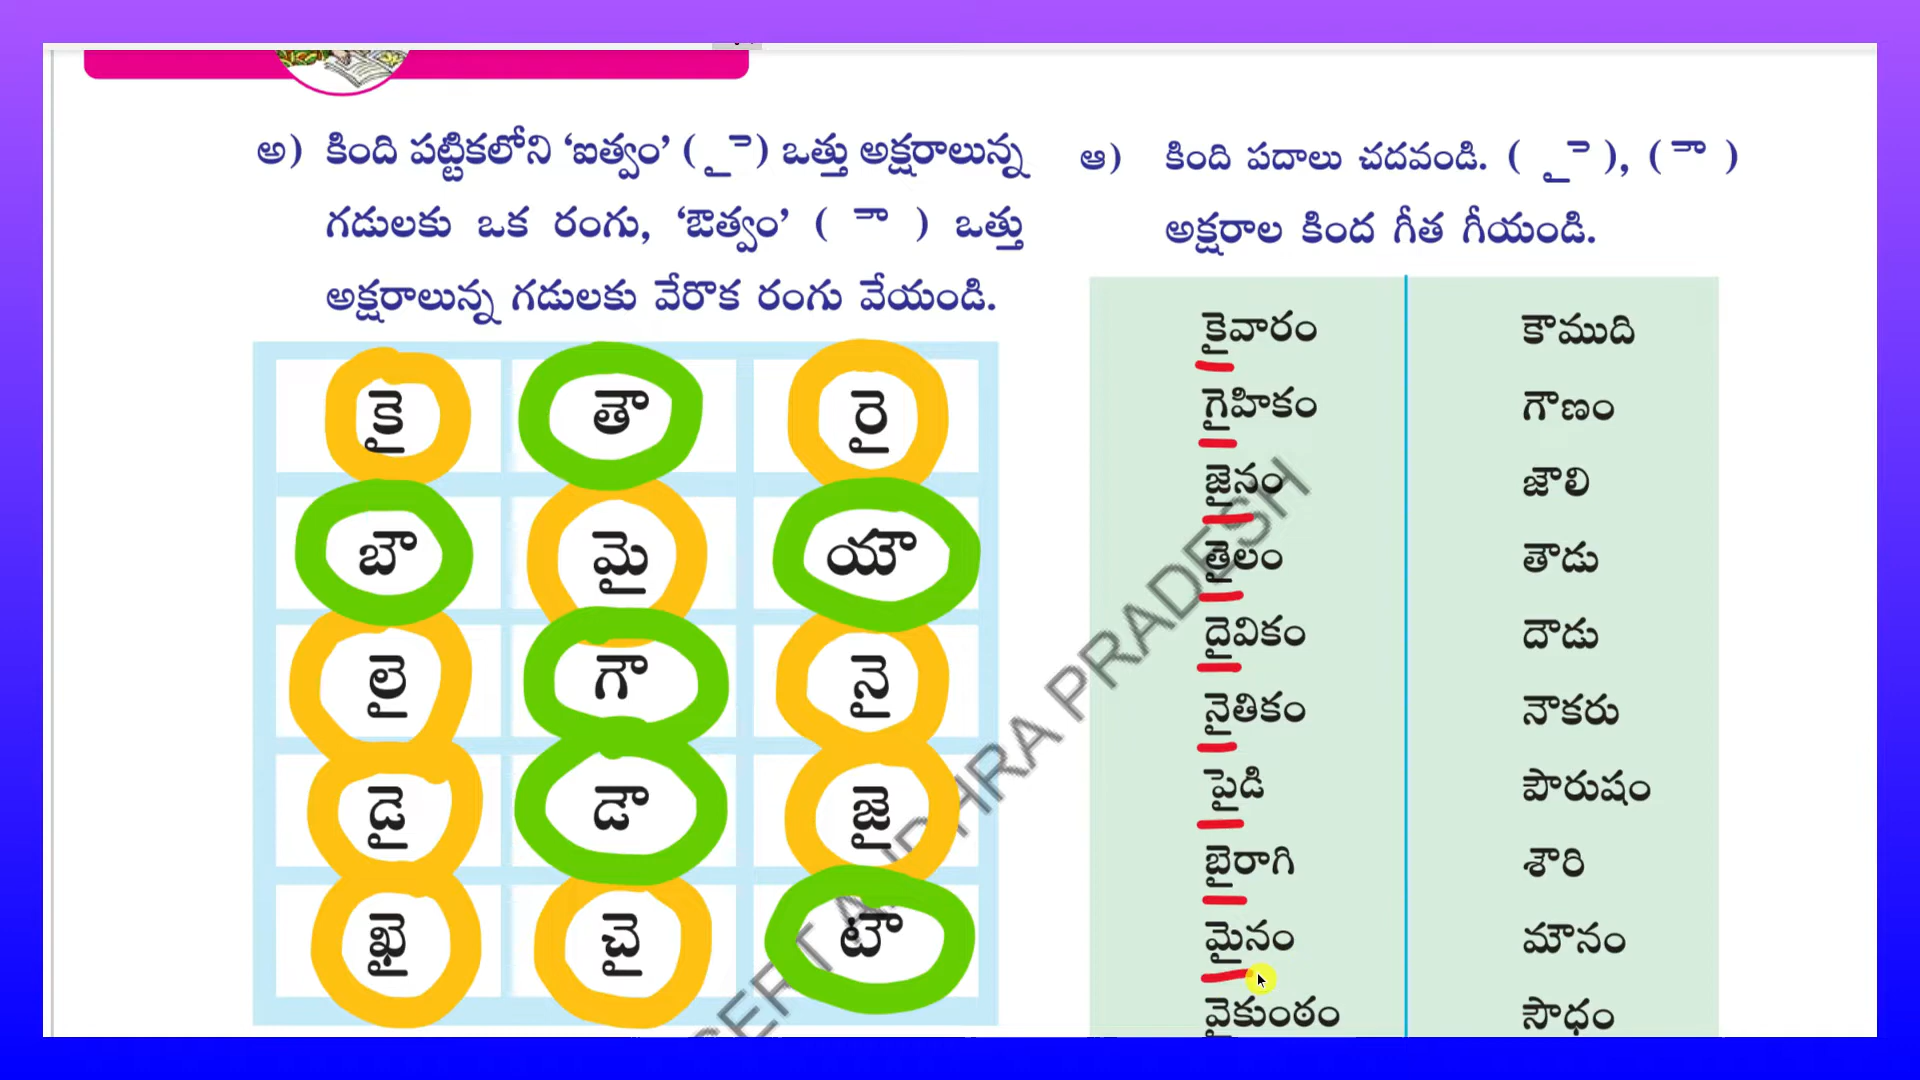 అ) కింది పట్టికలోని ‘ఐత్వం’ ( ై ) ఒత్తు అక్షరాలున్న
గడులకు ఒక రంగు, ‘ఔత్వం’ ( ౌ ) ఒత్తు
అక్షరాలున్న గడులకు వేరొక రంగు వేయండి.
కై తౌ రై
బౌ మై యౌ
లై గౌ నై
డై డౌ జై
ఖై చై టౌ
ఆ) కింది పదాలు చదవండి. ( ై ), ( ౌ )
అక్షరాల కింద గీత గీయండి.
కైవారం కౌముది
గైహికం గౌణం
జైనం జౌలి
తైలం తౌడు
దైవికం దౌడు
నైతికం నౌకరు
పైడి పౌరుషం
బైరాగి శౌరి
మైనం మౌనం
వైకుంఠం సౌధం
SCERT ANDHRA PRADESH